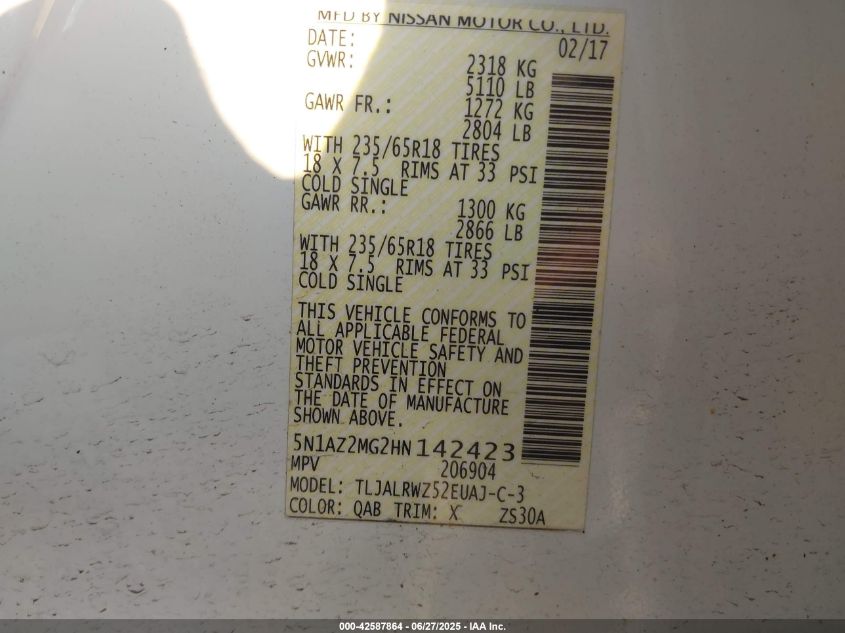 MFD BY NISSAN MOTOR CO., LTD.
DATE: 02/17
GVWR: 2318 KG
5110 LB
GAWR FR.: 1272 KG
2804 LB
WITH 235/65R18 TIRES
18 X 7.5 RIMS AT 33 PSI
COLD SINGLE
GAWR RR.: 1300 KG
2866 LB
WITH 235/65R18 TIRES
18 X 7.5 RIMS AT 33 PSI
COLD SINGLE
THIS VEHICLE CONFORMS TO
ALL APPLICABLE FEDERAL
MOTOR VEHICLE SAFETY AND
THEFT PREVENTION
STANDARDS IN EFFECT ON
THE DATE OF MANUFACTURE
SHOWN ABOVE.
5N1AZ2MG2HN142423
MPV 206904
MODEL: TLJALRWZ52EUAJ-C-3
COLOR: QAB TRIM: X ZS30A
000-42587864 - 06/27/2025 - IAA Inc.